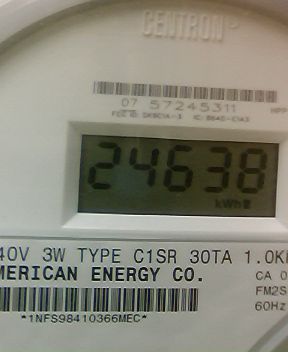 CENTRON
07 57245311
24638
kWh
40V 3W TYPE C1SR 30TA 1.0K
MERICAN ENERGY CO.
CA 0
FM2S
60Hz
*1NFS98410366MEC*